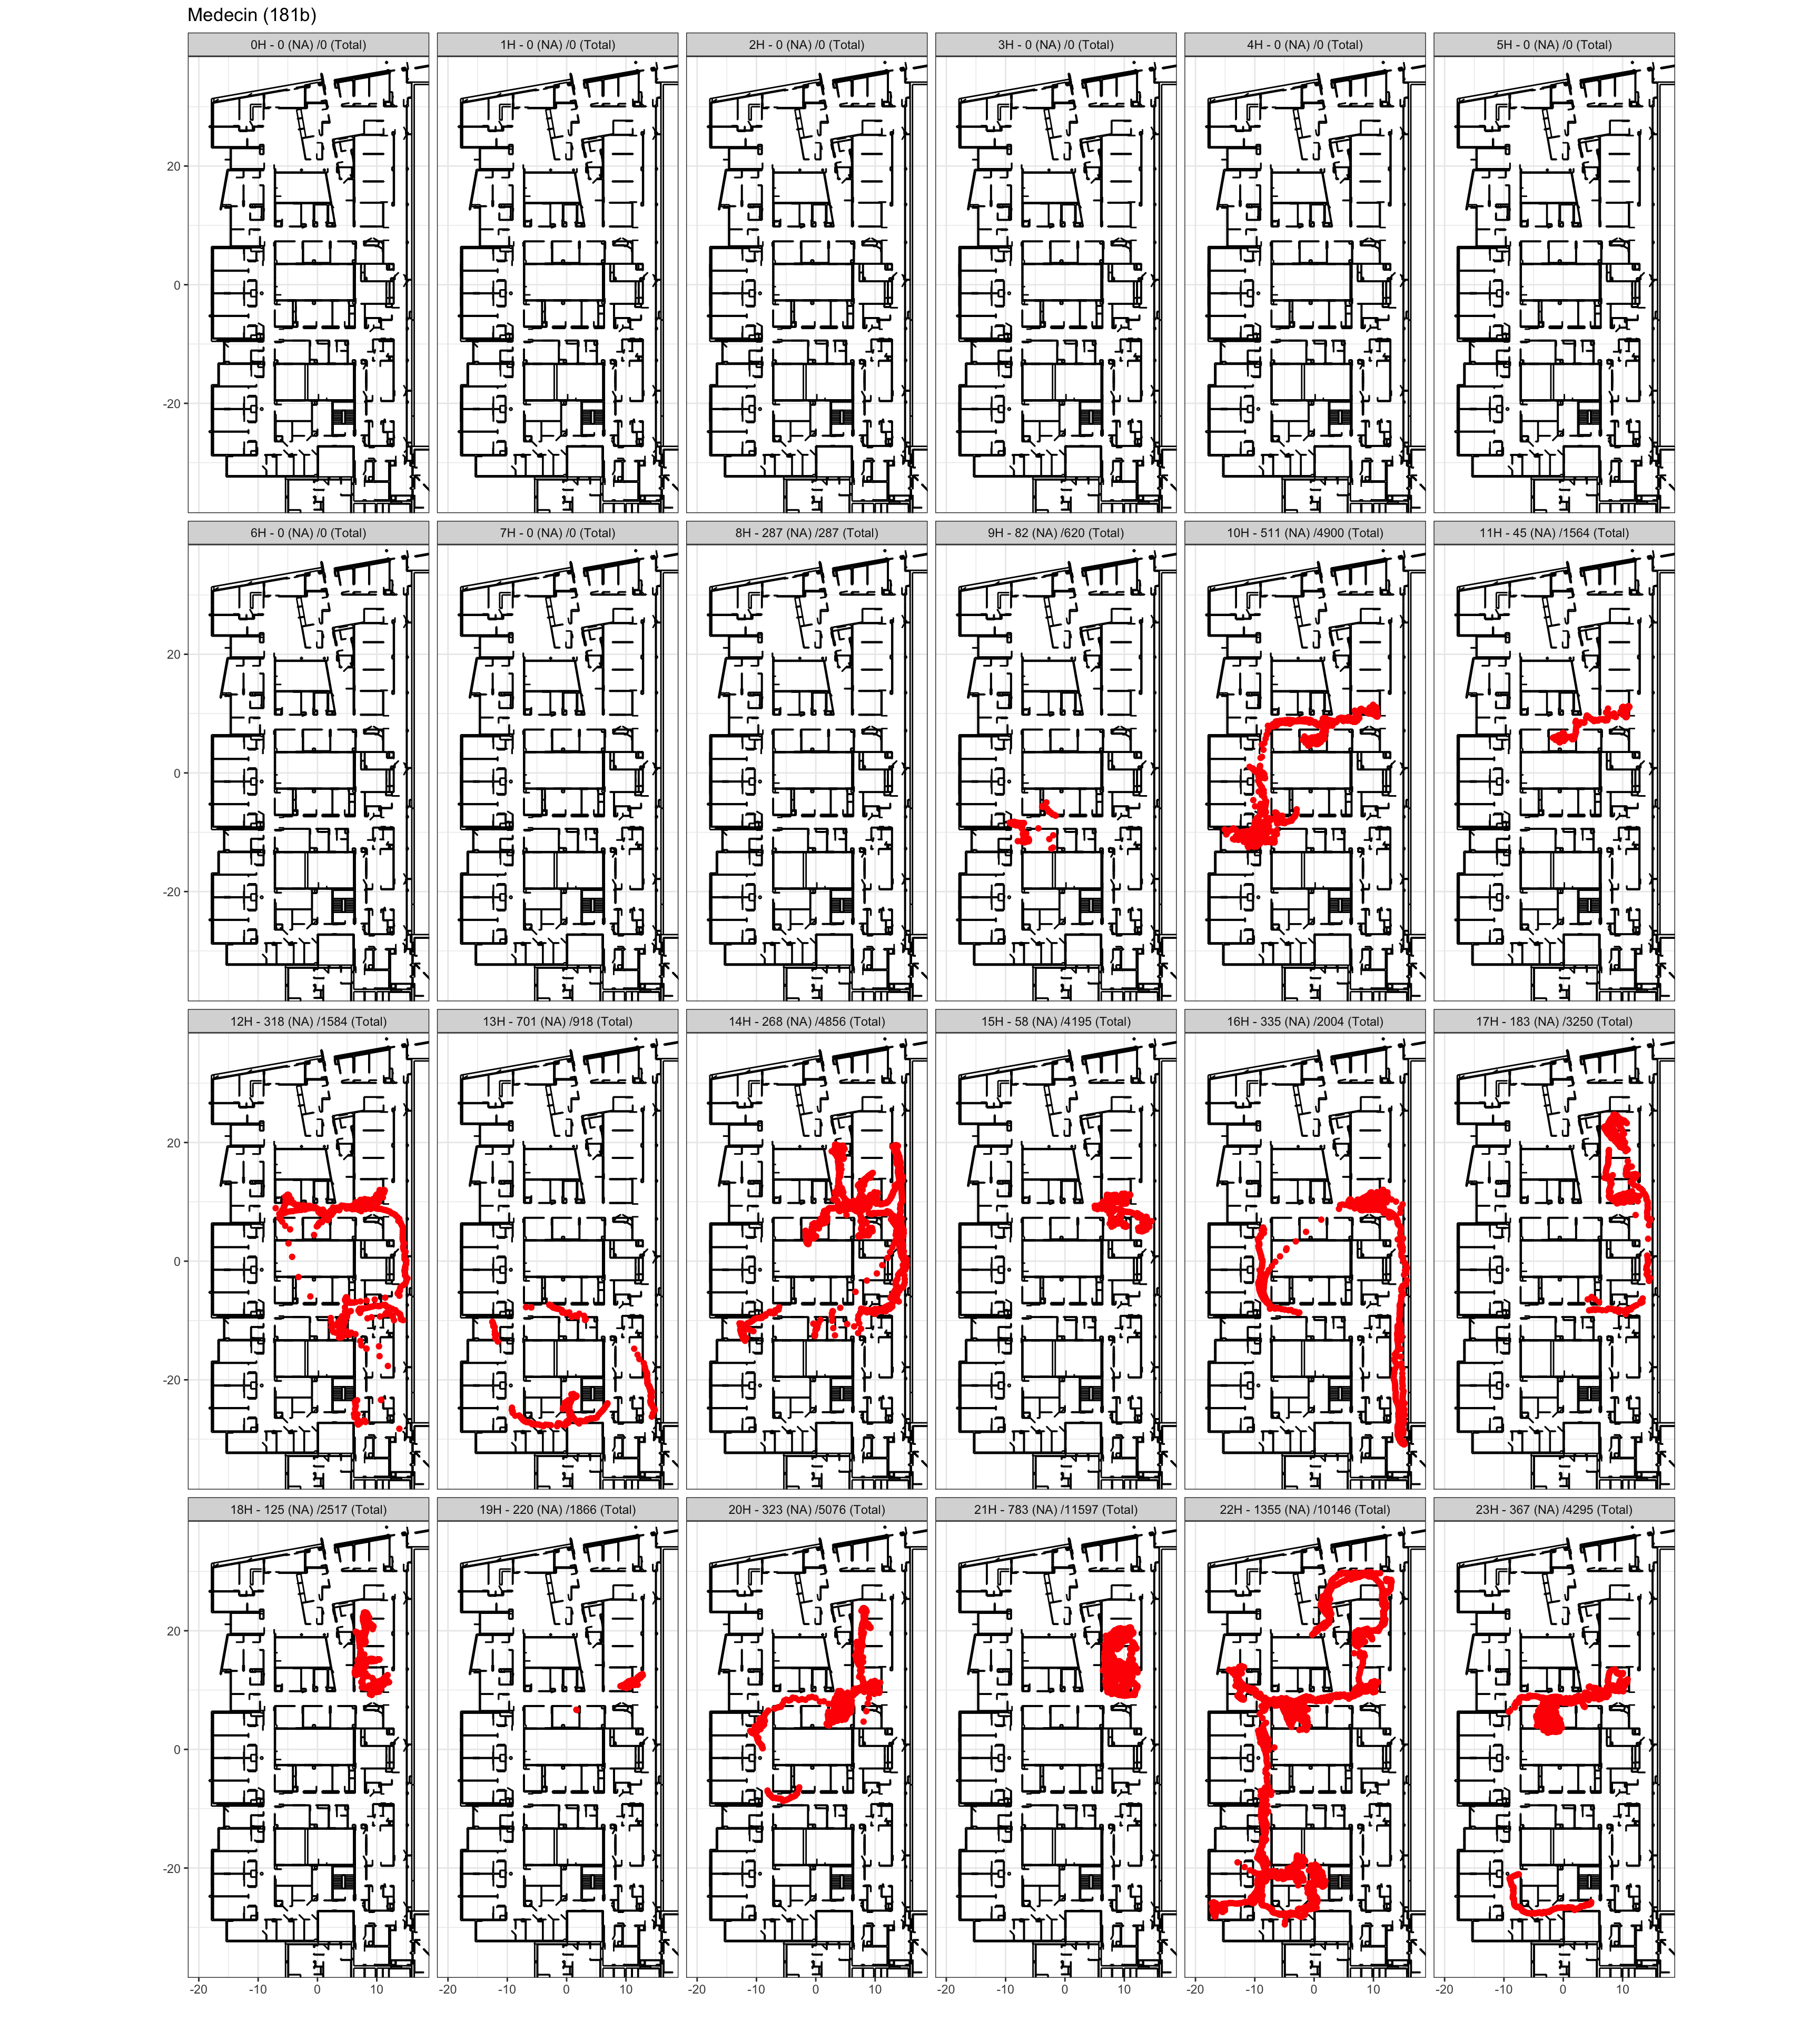 Medecin (181b)
0H - 0 (NA) /0 (Total) 1H - 0 (NA) /0 (Total) 2H - 0 (NA) /0 (Total) 3H - 0 (NA) /0 (Total) 4H - 0 (NA) /0 (Total) 5H - 0 (NA) /0 (Total)
20
0
-20
6H - 0 (NA) /0 (Total) 7H - 0 (NA) /0 (Total) 8H - 287 (NA) /287 (Total) 9H - 82 (NA) /620 (Total) 10H - 511 (NA) /4900 (Total) 11H - 45 (NA) /1564 (Total)
20
0
-20
12H - 318 (NA) /1584 (Total) 13H - 701 (NA) /918 (Total) 14H - 268 (NA) /4856 (Total) 15H - 58 (NA) /4195 (Total) 16H - 335 (NA) /2004 (Total) 17H - 183 (NA) /3250 (Total)
20
0
-20
18H - 125 (NA) /2517 (Total) 19H - 220 (NA) /1866 (Total) 20H - 323 (NA) /5076 (Total) 21H - 783 (NA) /11597 (Total) 22H - 1355 (NA) /10146 (Total) 23H - 367 (NA) /4295 (Total)
20
0
-20
-20 -10 0 10 -20 -10 0 10 -20 -10 0 10 -20 -10 0 10 -20 -10 0 10 -20 -10 0 10